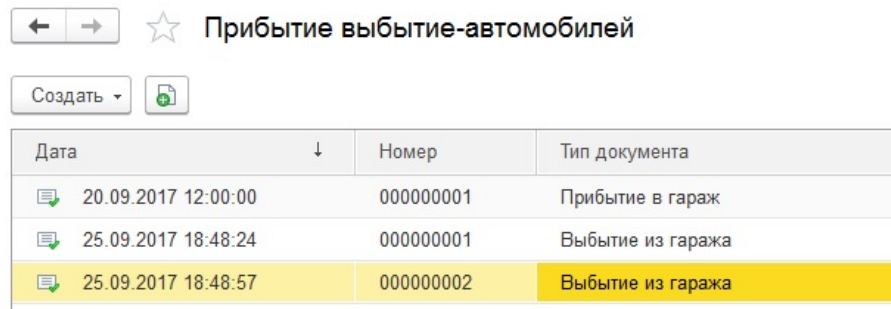 Прибытие выбытие-автомобилей
Создать
Дата Номер Тип документа
20.09.2017 12:00:00 000000001 Прибытие в гараж
25.09.2017 18:48:24 000000001 Выбытие из гаража
25.09.2017 18:48:57 000000002 Выбытие из гаража